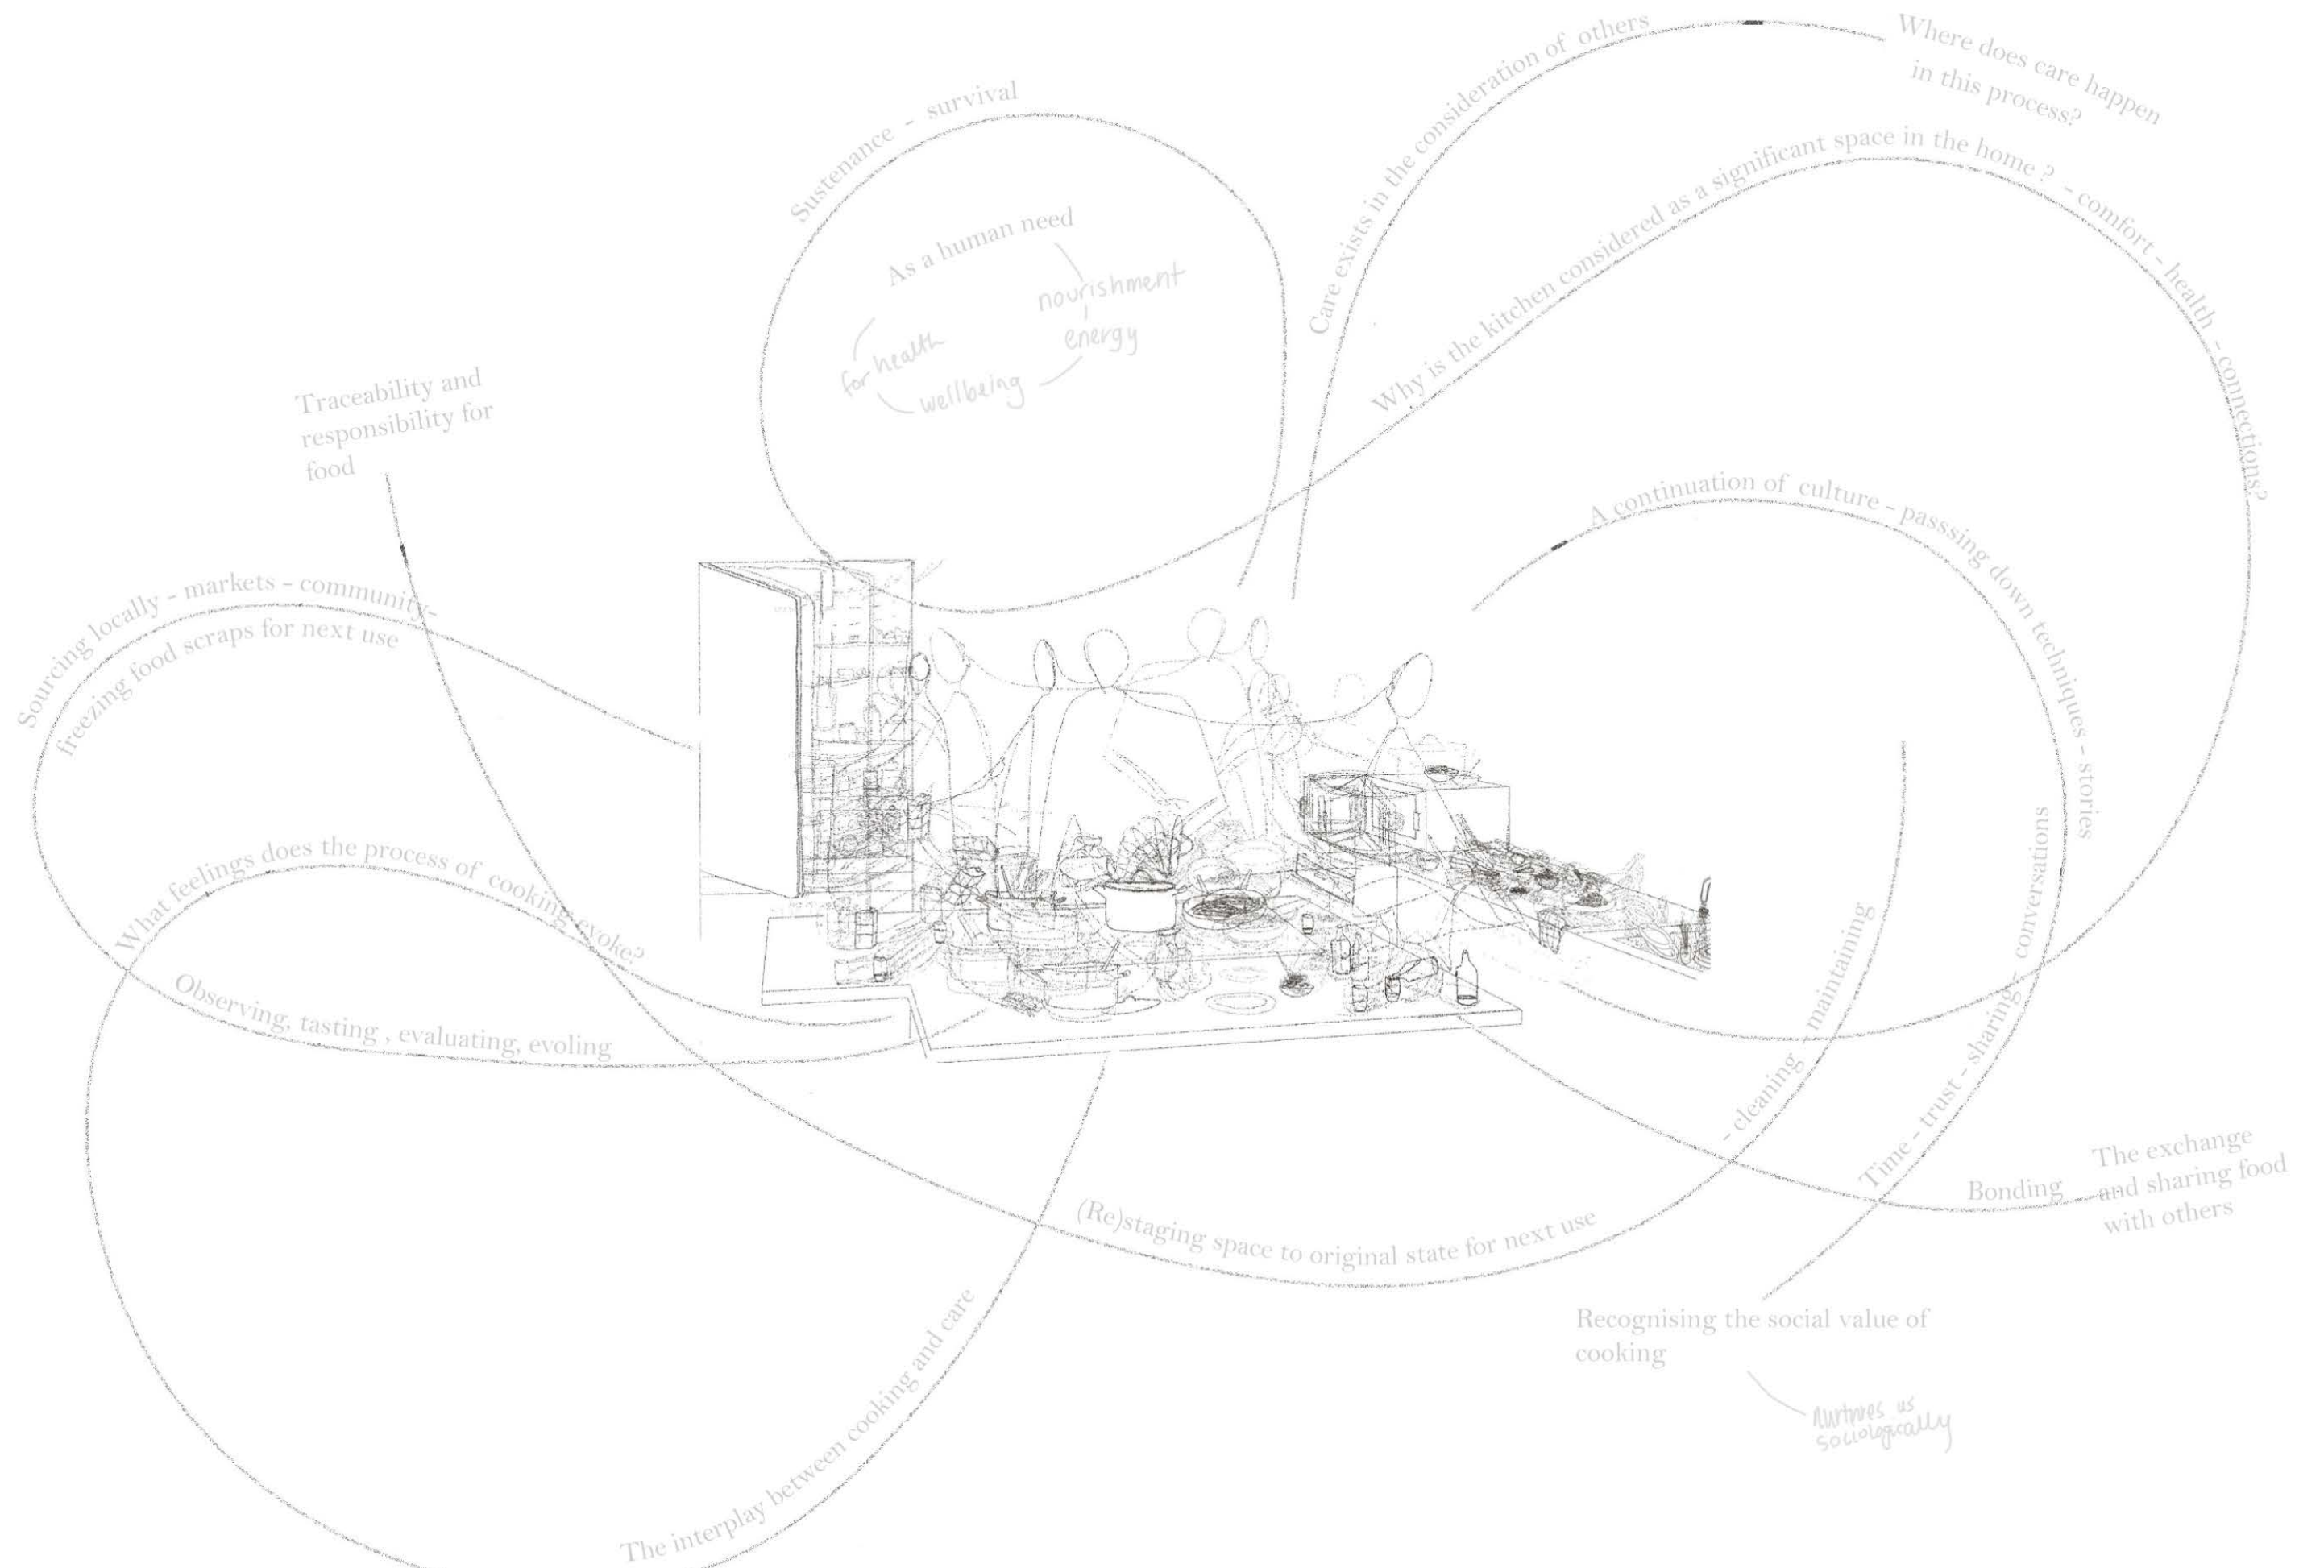 Where does care happen
in this process?
Care exists in the consideration of others
Sustenance - survival
As a human need
nourishment
energy
wellbeing
for health
Why is the kitchen considered as a significant space in the home ? - comfort - health - connections?
Traceability and
responsibility for
food
A continuation of culture - passsing down techniques - stories
Sourcing locally - markets - community-
freezing food scraps for next use
What feelings does the process of cooking evoke?
Observing, tasting , evaluating, evoling
(Re)staging space to original state for next use
- cleaning - maintaining
Time - trust - sharing - conversations
Bonding
The exchange
and sharing food
with others
The interplay between cooking and care
Recognising the social value of
cooking
nurtures us
sociologically